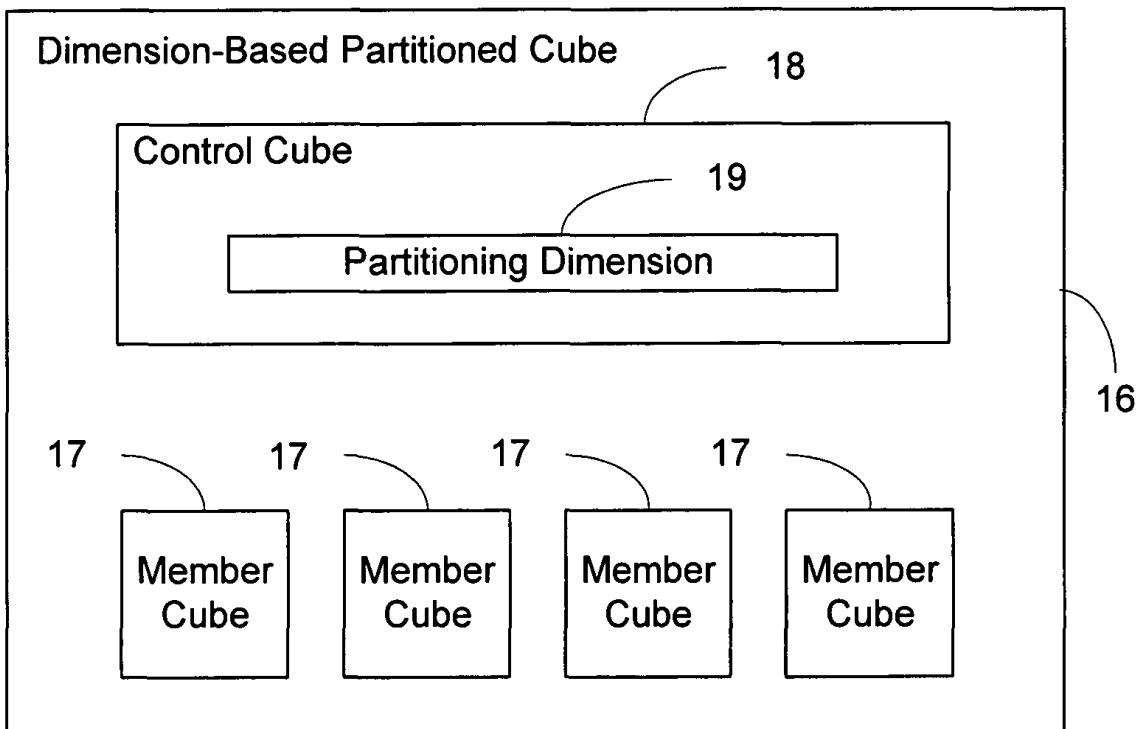 Dimension-Based Partitioned Cube
18
Control Cube
19
Partitioning Dimension
16
17 17 17 17
Member Cube
Member Cube
Member Cube
Member Cube